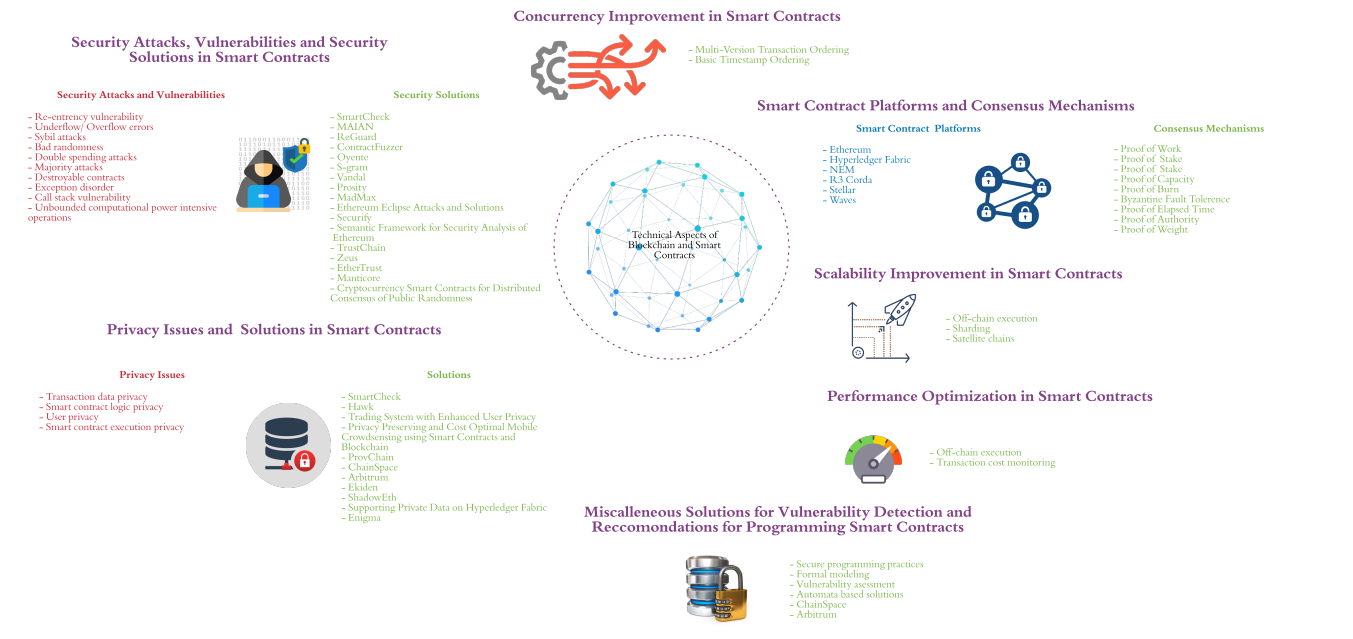 Concurrency Improvement in Smart Contracts
- Multi-Version Transaction Ordering
- Basic Timestamp Ordering
Security Attacks, Vulnerabilities and Security
Solutions in Smart Contracts
Security Attacks and Vulnerabilities
- Re-entrency vulnerability
- Underflow/ Overflow errors
- Sybil attacks
- Bad randomness
- Double spending attacks
- Majority attacks
- Destroyable contracts
- Exception disorder
- Call stack vulnerability
- Unbounded computational power intensive
operations
Security Solutions
- SmartCheck
- MAIAN
- ReGuard
- ContractFuzzer
- Oyente
- S-gram
- Vandal
- Prosity
- MadMax
- Ethereum Eclipse Attacks and Solutions
- Securify
- Semantic Framework for Security Analysis of
Ethereum
- TrustChain
- Zeus
- EtherTrust
- Manticore
- Cryptocurrency Smart Contracts for Distributed
Consensus of Public Randomness
Technical Aspects of
Blockchain and Smart
Contracts
Smart Contract Platforms and Consensus Mechanisms
Smart Contract Platforms
- Ethereum
- Hyperledger Fabric
- NEM
- R3 Corda
- Stellar
- Waves
Consensus Mechanisms
- Proof of Work
- Proof of Stake
- Proof of Stake
- Proof of Capacity
- Proof of Burn
- Byzantine Fault Tolerence
- Proof of Elapsed Time
- Proof of Authority
- Proof of Weight
Scalability Improvement in Smart Contracts
- Off-chain execution
- Sharding
- Satellite chains
Privacy Issues and Solutions in Smart Contracts
Privacy Issues
- Transaction data privacy
- Smart contract logic privacy
- User privacy
- Smart contract execution privacy
Solutions
- SmartCheck
- Hawk
- Trading System with Enhanced User Privacy
- Privacy Preserving and Cost Optimal Mobile
Crowdsensing using Smart Contracts and
Blockchain
- ProvChain
- ChainSpace
- Arbitrum
- Ekiden
- ShadowEth
- Supporting Private Data on Hyperledger Fabric
- Enigma
Performance Optimization in Smart Contracts
- Off-chain execution
- Transaction cost monitoring
Miscalleneous Solutions for Vulnerability Detection and
Reccomondations for Programming Smart Contracts
- Secure programming practices
- Formal modeling
- Vulnerability asessment
- Automata based solutions
- ChainSpace
- Arbitrum